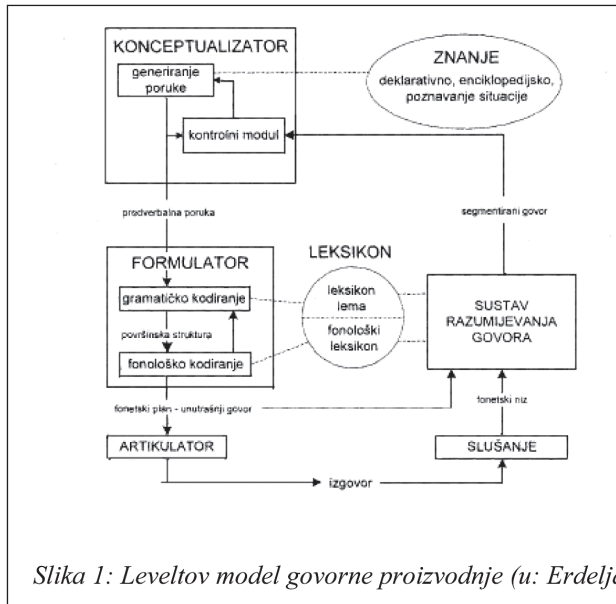 KONCEPTUALIZATOR
generiranje
poruke
kontrolni modul
ZNANJE
deklarativno, enciklopedijsko,
poznavanje situacije
predverbalna poruka
segmentirani govor
FORMULATOR
gramatičko kodiranje
površinska struktura
fonološko kodiranje
LEKSIKON
leksikon
lema
fonološki
leksikon
SUSTAV
RAZUMIJEVANJA
GOVORA
fonetski plan - unutrašnji govor
fonetski niz
ARTIKULATOR
SLUŠANJE
izgovor
Slika 1: Leveltov model govorne proizvodnje (u: Erdelja